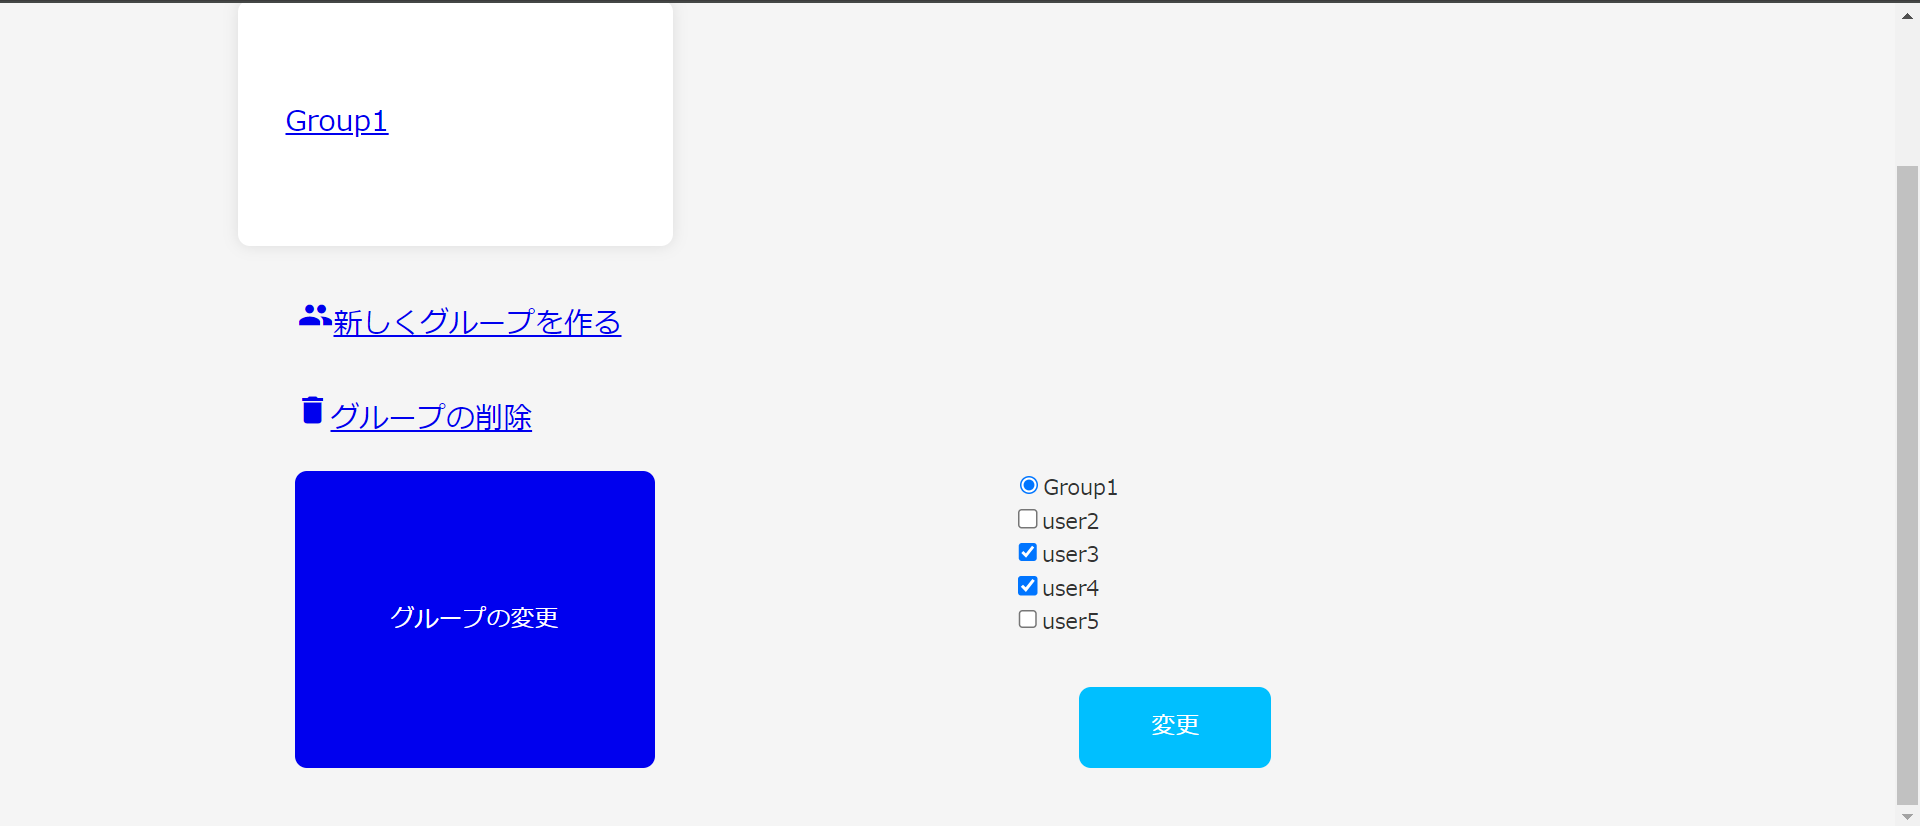 Group1
新しくグループを作る
グループの削除
グループの変更
Group1
user2
user3
user4
user5
変更